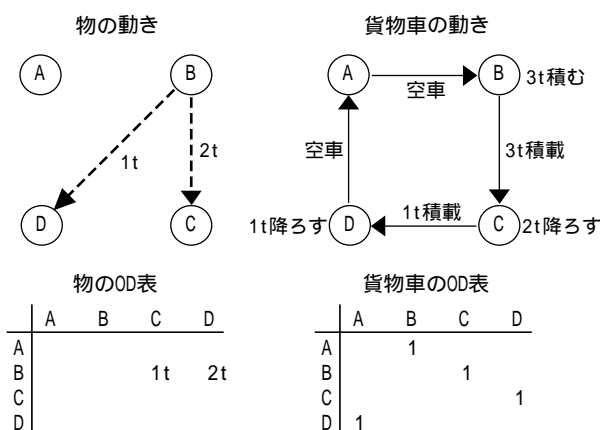 物の動き
A
B
1t
2t
D
C
貨物車の動き
A
空車
B
3t積む
空車
3t積載
1t降ろす
D
1t積載
C
2t降ろす
物のOD表
A B C D
A
B 1t 2t
C
D
貨物車のOD表
A B C D
A 1
B 1
C 1
D 1